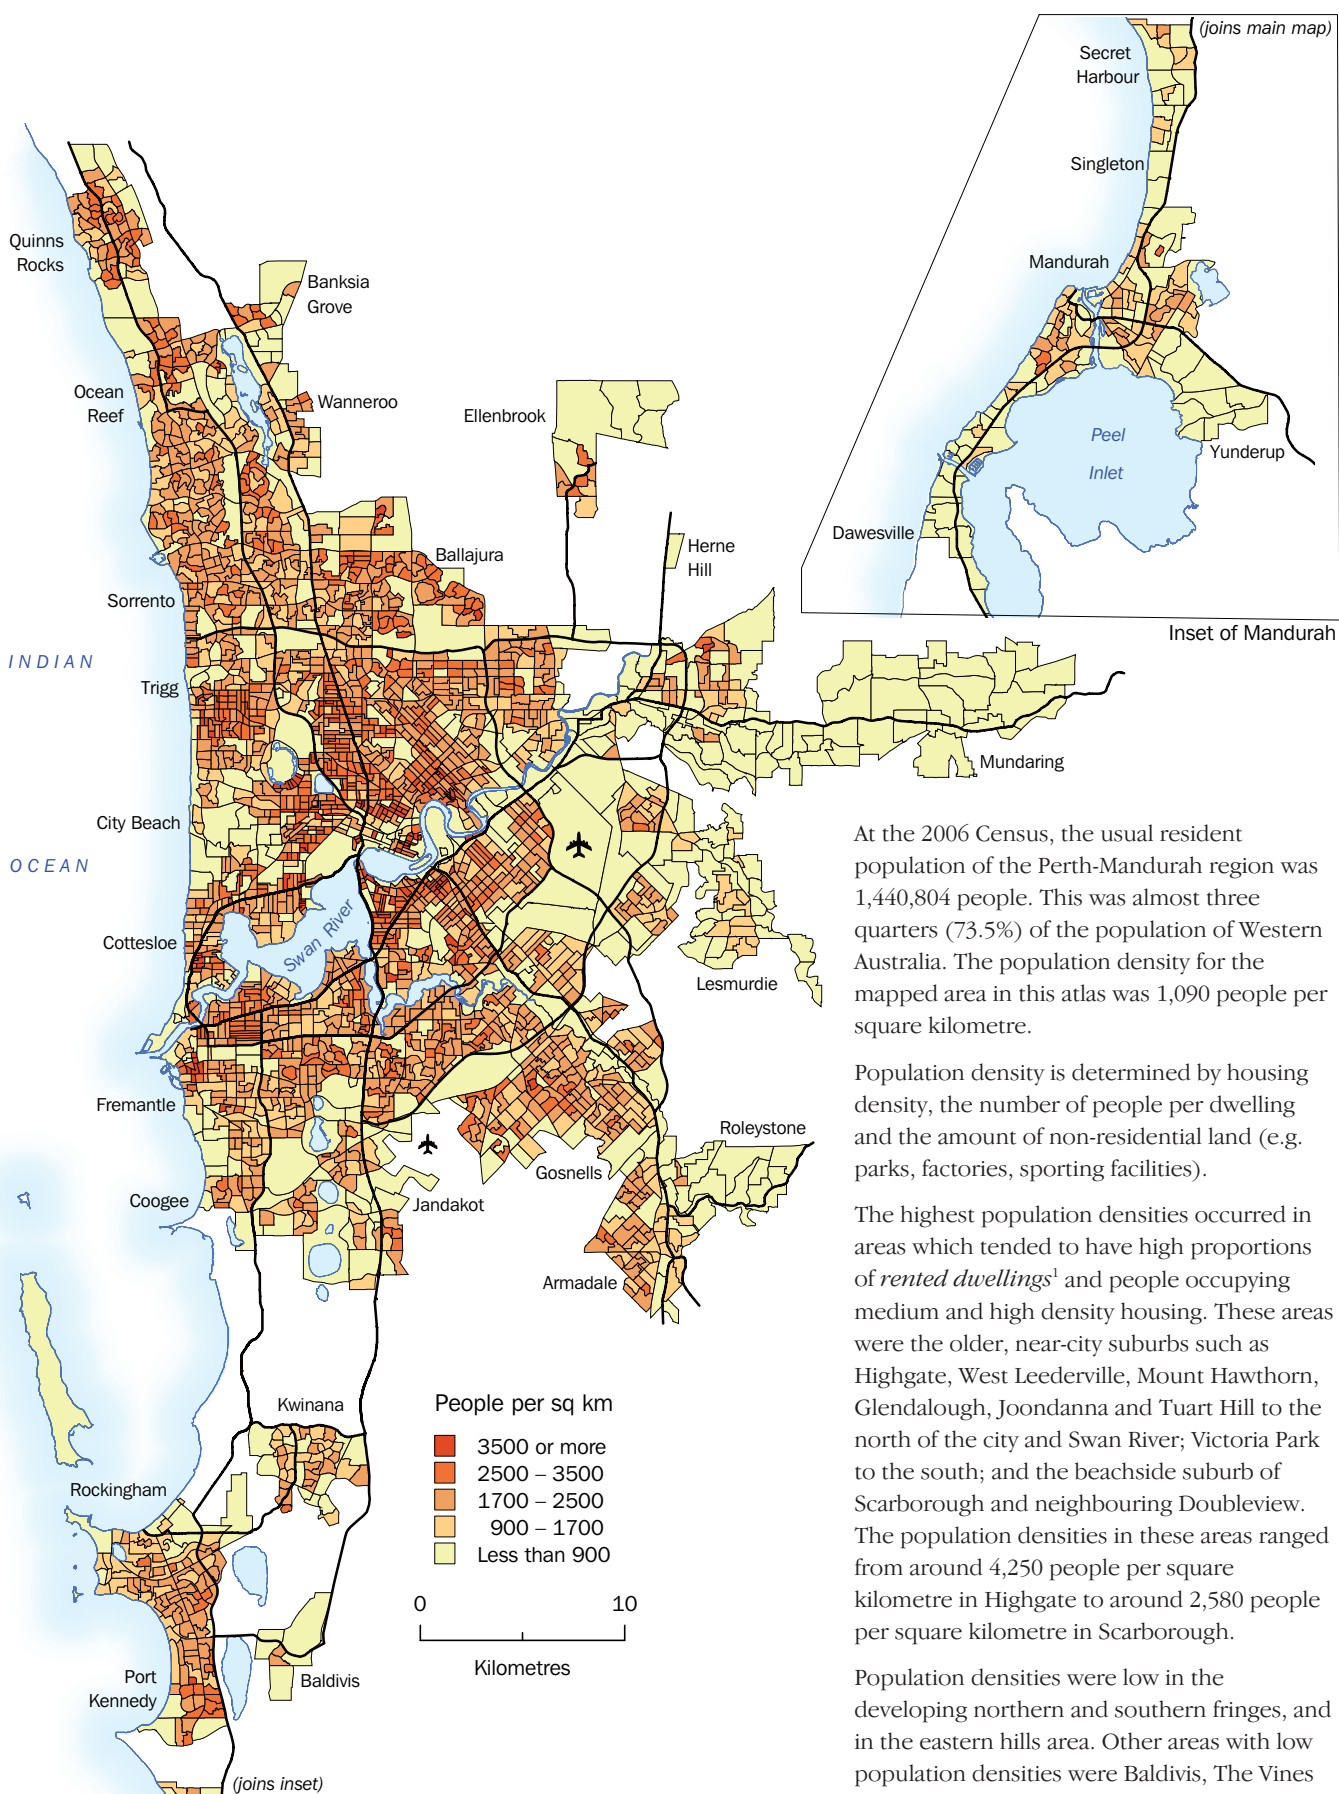 (joins main map)
Secret
Harbour
Singleton
Mandurah
Peel
Inlet
Yunderup
Dawesville
Inset of Mandurah
Quinns
Rocks
Banksia
Grove
Ocean
Reef
Wanneroo
Ellenbrook
Ballajura
Herne
Hill
Sorrento
INDIAN
Trigg
Mundaring
City Beach
OCEAN
Swan River
Cottesloe
Lesmurdie
Fremantle
Roleystone
Gosnells
Coogee
Jandakot
Armadale
Kwinana
Rockingham
Port
Kennedy
Baldivis
(joins inset)
People per sq km
3500 or more
2500 – 3500
1700 – 2500
900 – 1700
Less than 900
0 10
Kilometres
At the 2006 Census, the usual resident
population of the Perth-Mandurah region was
1,440,804 people. This was almost three
quarters (73.5%) of the population of Western
Australia. The population density for the
mapped area in this atlas was 1,090 people per
square kilometre.
Population density is determined by housing
density, the number of people per dwelling
and the amount of non-residential land (e.g.
parks, factories, sporting facilities).
The highest population densities occurred in
areas which tended to have high proportions
of rented dwellings¹ and people occupying
medium and high density housing. These areas
were the older, near-city suburbs such as
Highgate, West Leederville, Mount Hawthorn,
Glendalough, Joondanna and Tuart Hill to the
north of the city and Swan River; Victoria Park
to the south; and the beachside suburb of
Scarborough and neighbouring Doubleview.
The population densities in these areas ranged
from around 4,250 people per square
kilometre in Highgate to around 2,580 people
per square kilometre in Scarborough.
Population densities were low in the
developing northern and southern fringes, and
in the eastern hills area. Other areas with low
population densities were Baldivis, The Vines